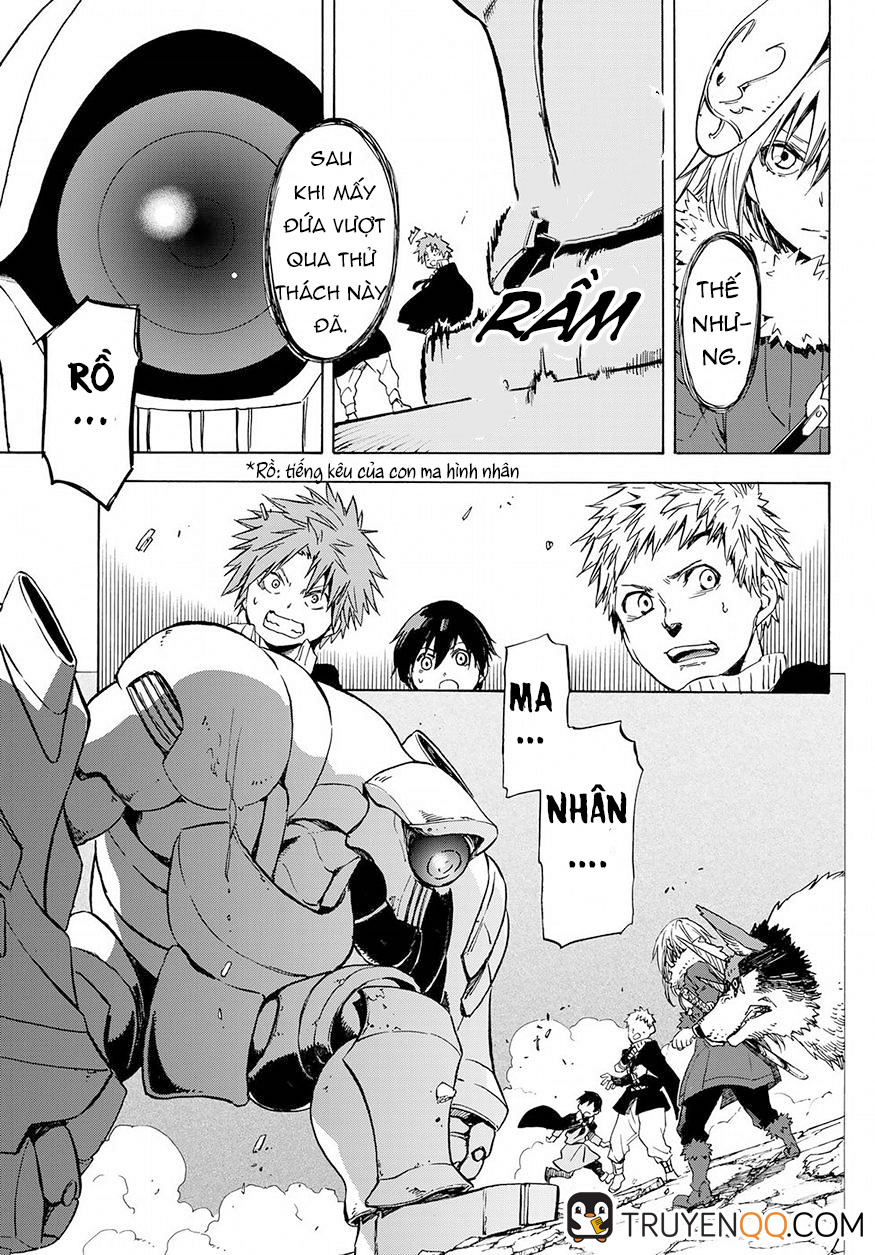 THẾ
NHƯ-
NG.
RẦM
SAU
KHI MẤY
ĐỨA VƯỢT
QUA THỬ
THÁCH NÀY
ĐÃ.
RỒ
...
*Rồ: tiếng kêu của con ma hình nhân
MA
...
NHÂN
....
TRUYENQQ.COM